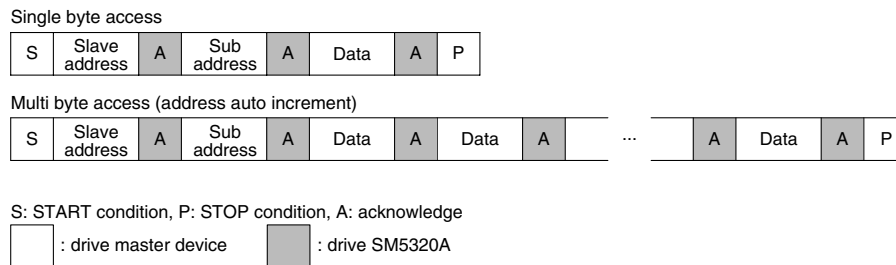 Single byte access
S Slave address A Sub address A Data A P
Multi byte access (address auto increment)
S Slave address A Sub address A Data A Data A ... A Data A P
S: START condition, P: STOP condition, A: acknowledge
: drive master device : drive SM5320A